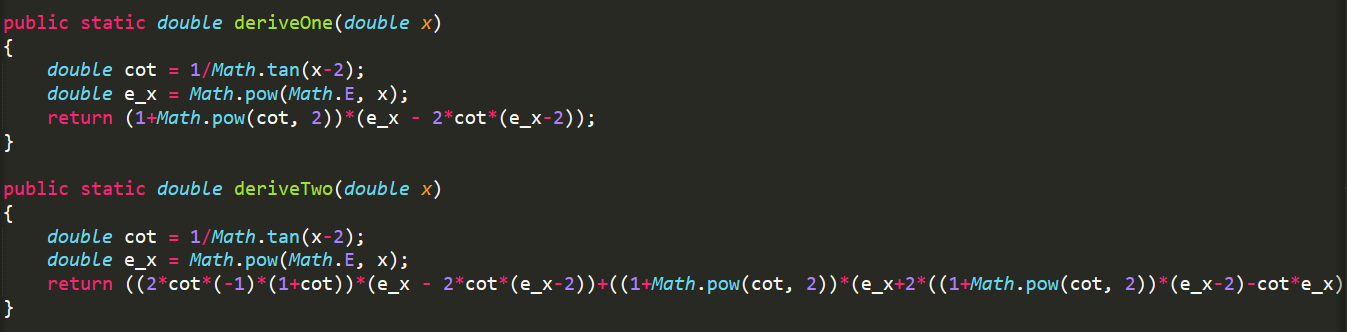 public static double deriveOne(double x)
{
    double cot = 1/Math.tan(x-2);
    double e_x = Math.pow(Math.E, x);
    return (1+Math.pow(cot, 2))*(e_x - 2*cot*(e_x-2));
}

public static double deriveTwo(double x)
{
    double cot = 1/Math.tan(x-2);
    double e_x = Math.pow(Math.E, x);
    return ((2*cot*(-1)*(1+cot))*(e_x - 2*cot*(e_x-2))+((1+Math.pow(cot, 2))*(e_x+2*((1+Math.pow(cot, 2))*(e_x-2)-cot*e_x)
}